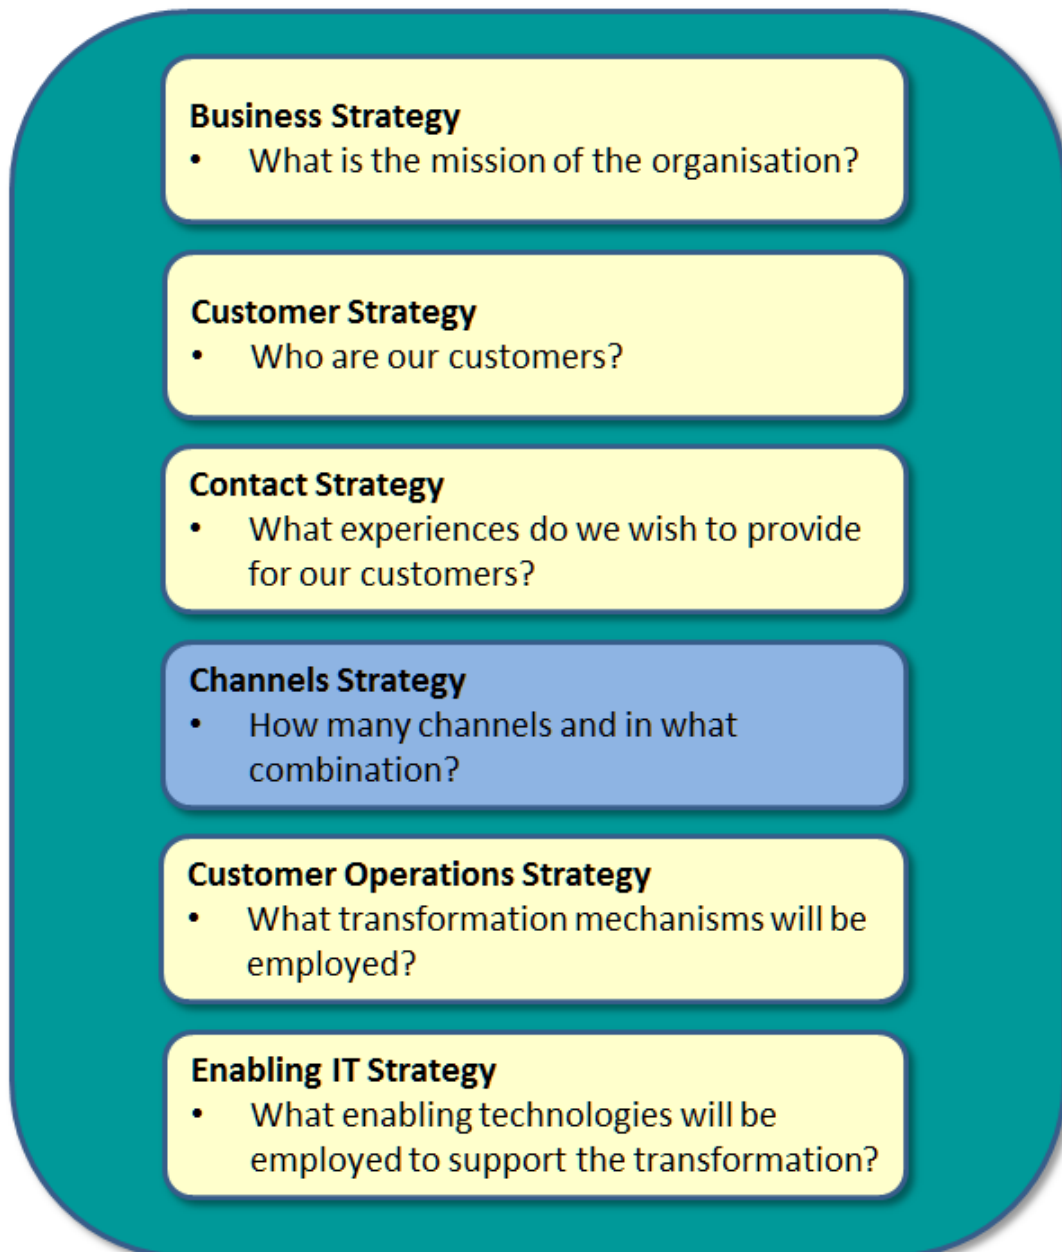 Business Strategy
• What is the mission of the organisation?
Customer Strategy
• Who are our customers?
Contact Strategy
• What experiences do we wish to provide
for our customers?
Channels Strategy
• How many channels and in what
combination?
Customer Operations Strategy
• What transformation mechanisms will be
employed?
Enabling IT Strategy
• What enabling technologies will be
employed to support the transformation?